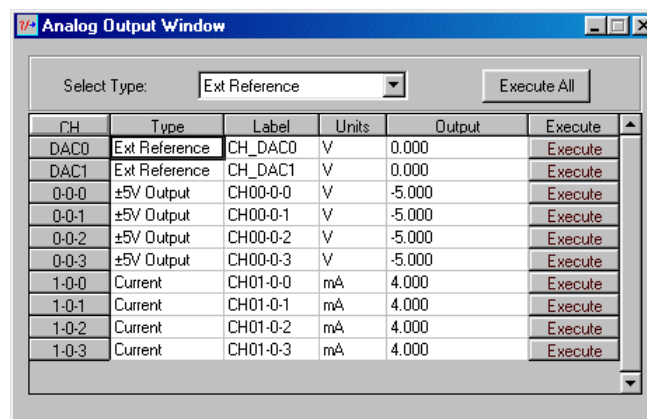 Analog Output Window
Select Type: Ext Reference Execute All
CH Type Label Units Output Execute
DAC0 Ext Reference CH_DAC0 V 0.000 Execute
DAC1 Ext Reference CH_DAC1 V 0.000 Execute
0-0-0 ±5V Output CH00-0-0 V -5.000 Execute
0-0-1 ±5V Output CH00-0-1 V -5.000 Execute
0-0-2 ±5V Output CH00-0-2 V -5.000 Execute
0-0-3 ±5V Output CH00-0-3 V -5.000 Execute
1-0-0 Current CH01-0-0 mA 4.000 Execute
1-0-1 Current CH01-0-1 mA 4.000 Execute
1-0-2 Current CH01-0-2 mA 4.000 Execute
1-0-3 Current CH01-0-3 mA 4.000 Execute